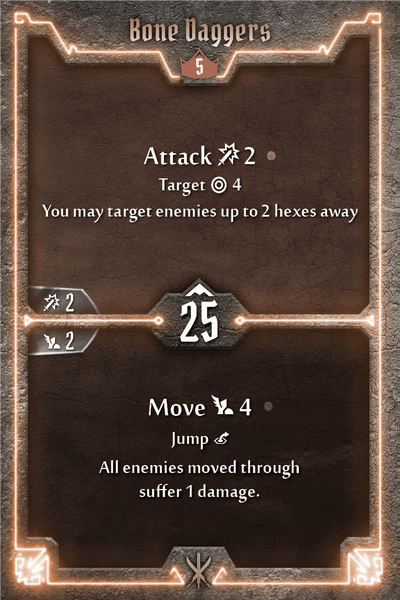 Bone Daggers
5
Attack 2
Target 4
You may target enemies up to 2 hexes away
2
25
2
Move 4
Jump
All enemies moved through
suffer 1 damage.